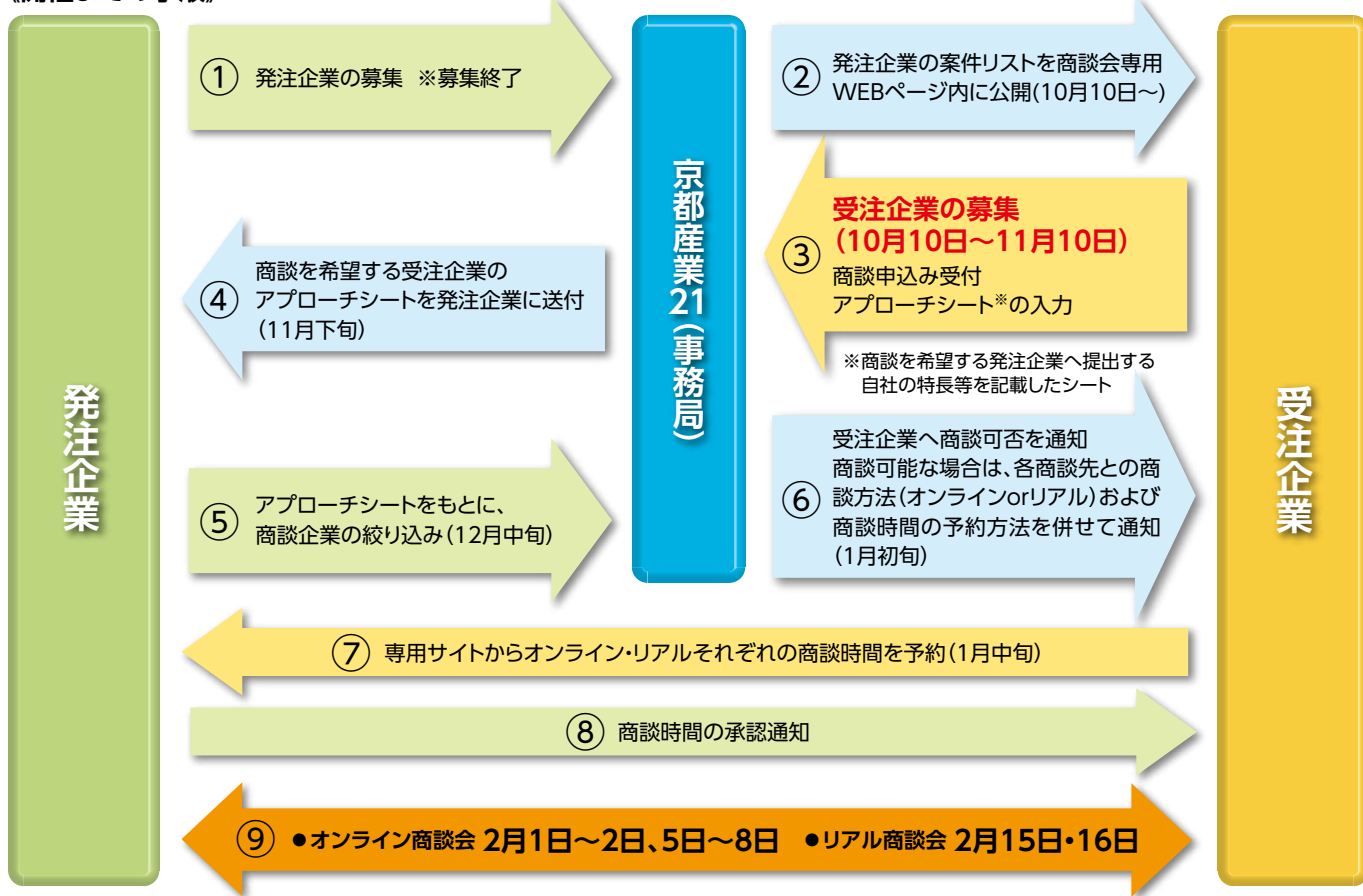 発注企業
京都産業21(事務局)
受注企業
① 発注企業の募集 ※募集終了
② 発注企業の案件リストを商談会専用
WEBページ内に公開(10月10日～)
③ 受注企業の募集
(10月10日～11月10日)
商談申込み受付
アプローチシート※の入力
※商談を希望する発注企業へ提出する
自社の特長等を記載したシート
④ 商談を希望する受注企業の
アプローチシートを発注企業に送付
(11月下旬)
⑤ アプローチシートをもとに、
商談企業の絞り込み(12月中旬)
⑥ 受注企業へ商談可否を通知
商談可能な場合は、各商談先との商
談方法(オンラインorリアル)および
商談時間の予約方法を併せて通知
(1月初旬)
⑦ 専用サイトからオンライン・リアルそれぞれの商談時間を予約(1月中旬)
⑧ 商談時間の承認通知
⑨ ●オンライン商談会 2月1日～2日、5日～8日 ●リアル商談会 2月15日・16日